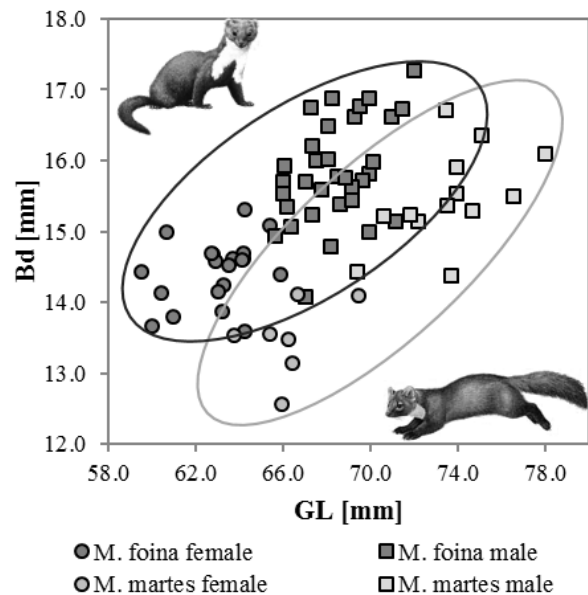 18.0
17.0
16.0
15.0
14.0
13.0
12.0
Bd [mm]
58.0 62.0 66.0 70.0 74.0 78.0
GL [mm]
M. foina female M. foina male
M. martes female M. martes male